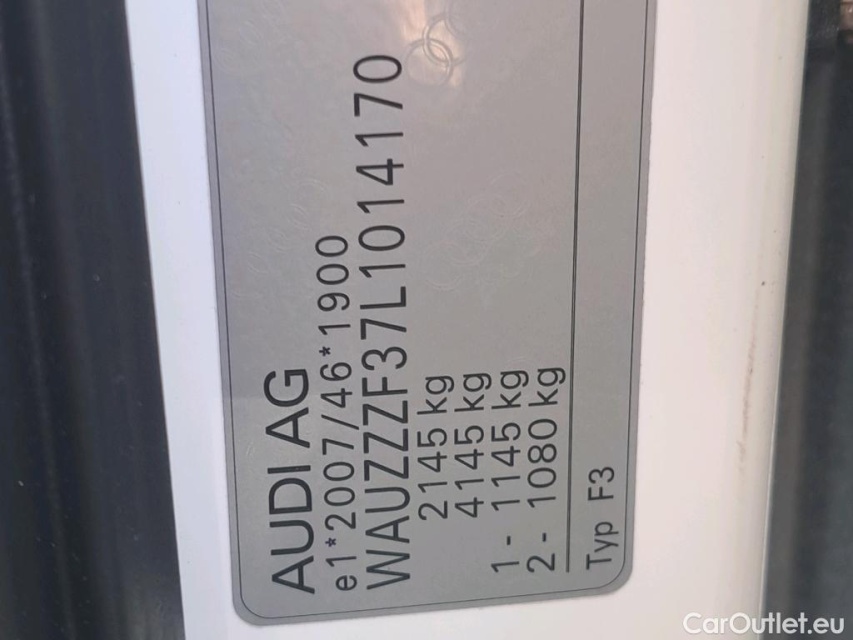 AUDI AG
e1*2007/46*1900
WAUZZZF37L1014170
2145 kg
4145 kg
1- 1145 kg
2- 1080 kg
Typ F3
CarOutlet.eu